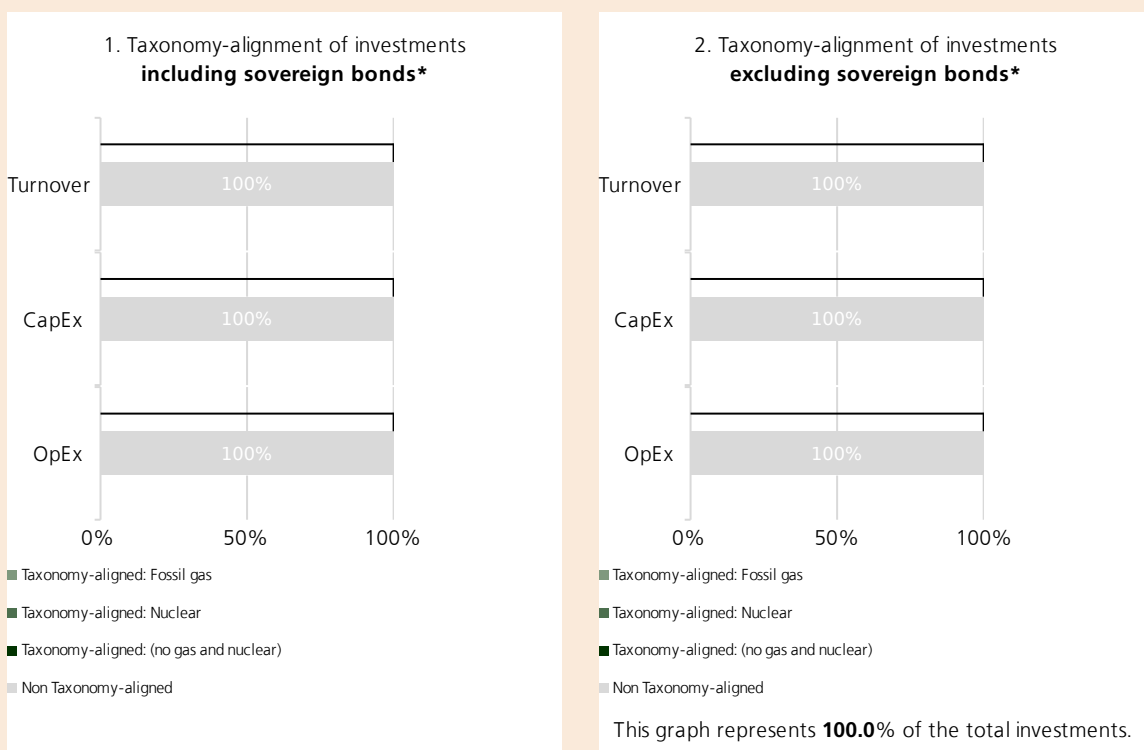 1. Taxonomy-alignment of investments
including sovereign bonds*
Turnover
100%
CapEx
100%
OpEx
100%
0% 50% 100%
Taxonomy-aligned: Fossil gas
Taxonomy-aligned: Nuclear
Taxonomy-aligned: (no gas and nuclear)
Non Taxonomy-aligned
2. Taxonomy-alignment of investments
excluding sovereign bonds*
Turnover
100%
CapEx
100%
OpEx
100%
0% 50% 100%
Taxonomy-aligned: Fossil gas
Taxonomy-aligned: Nuclear
Taxonomy-aligned: (no gas and nuclear)
Non Taxonomy-aligned
This graph represents 100.0% of the total investments.